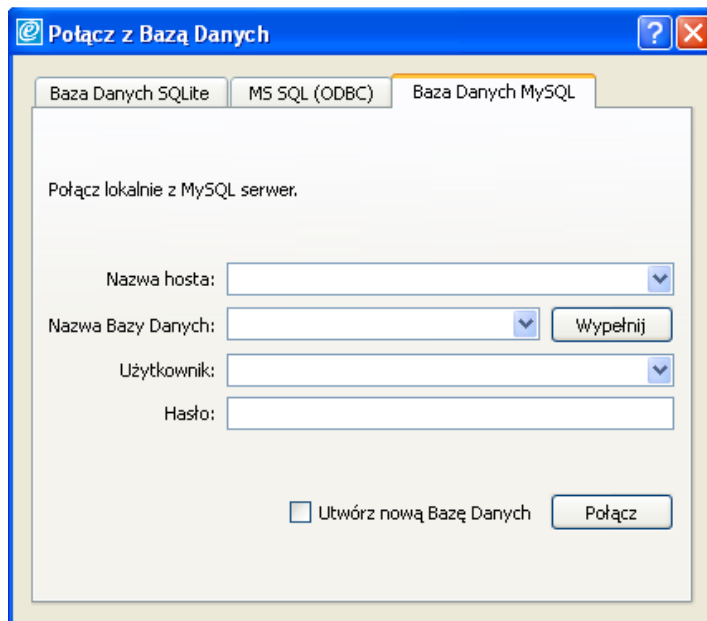 Połącz z Bazą Danych
Baza Danych SQLite MS SQL (ODBC) Baza Danych MySQL
Połącz lokalnie z MySQL serwer.
Nazwa hosta:
Nazwa Bazy Danych: Wypełnij
Użytkownik:
Hasło:
Utwórz nową Bazę Danych Połącz